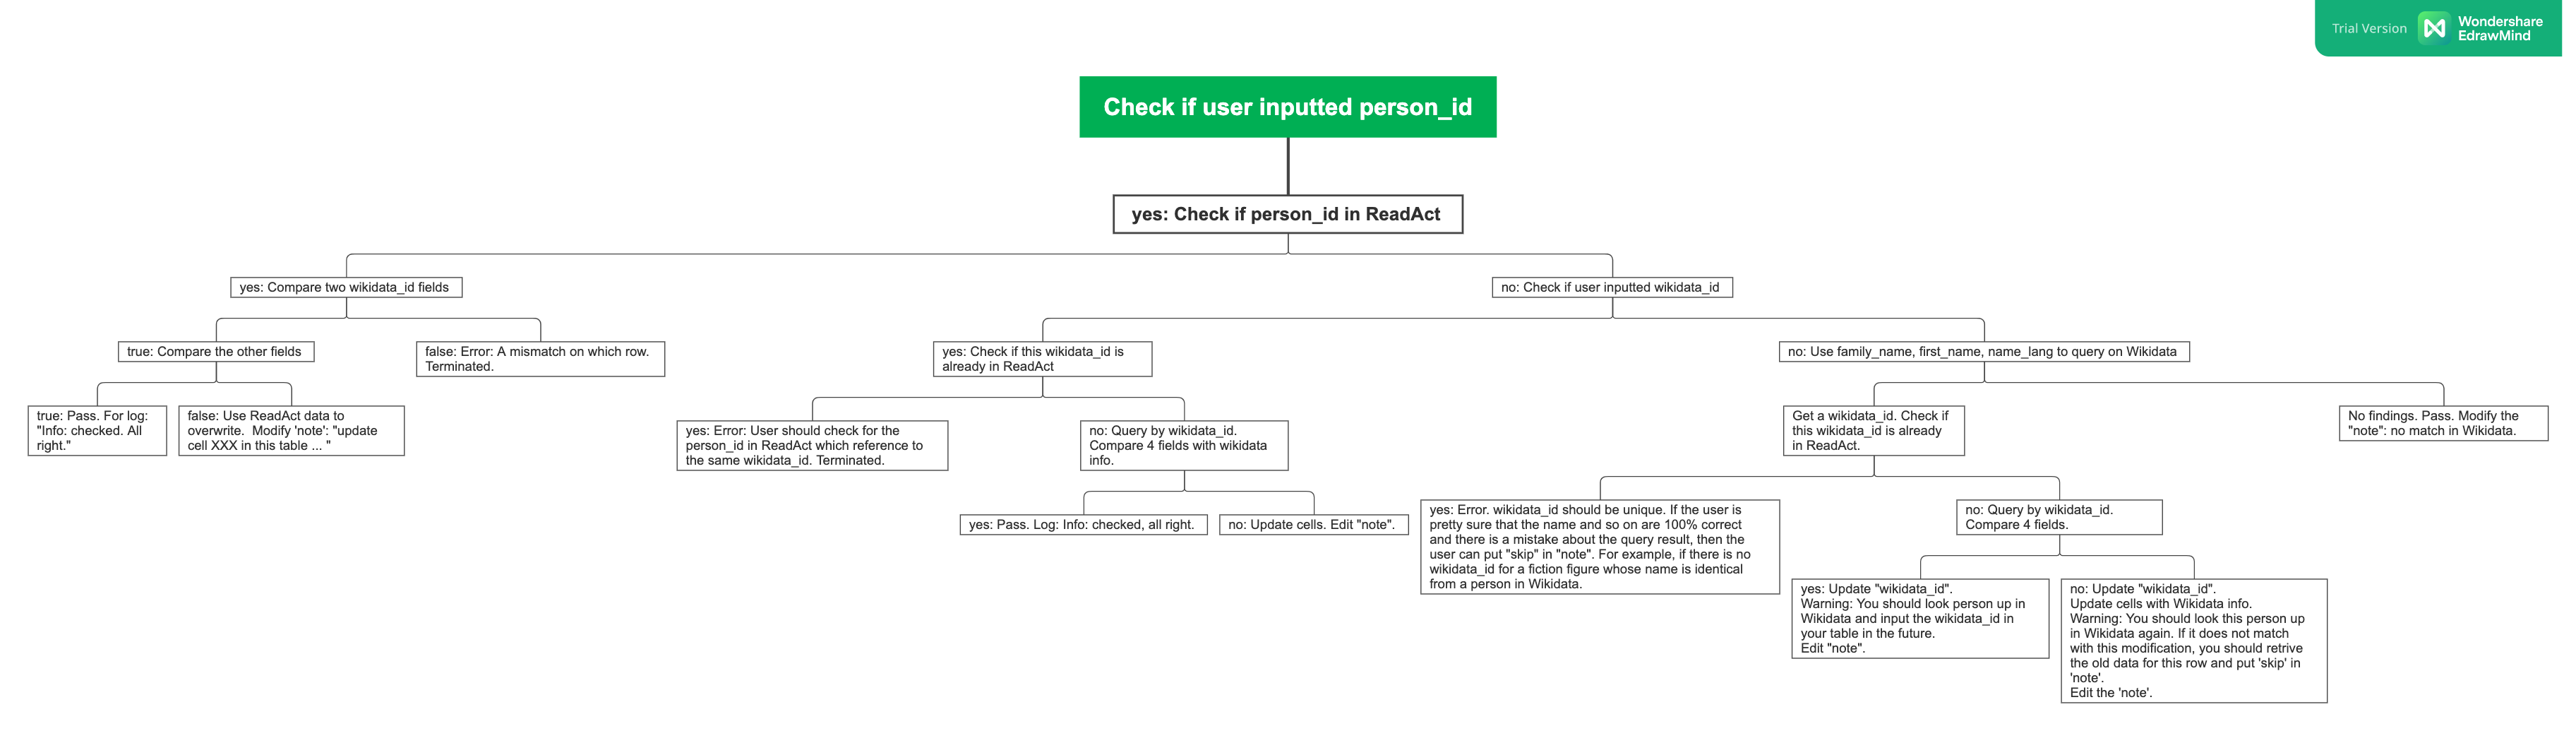 Trial Version
Wondershare
EdrawMind
Check if user inputted person_id
yes: Check if person_id in ReadAct
yes: Compare two wikidata_id fields
no: Check if user inputted wikidata_id
true: Compare the other fields
false: Error: A mismatch on which row.
Terminated.
yes: Check if this wikidata_id is
already in ReadAct
no: Use family_name, first_name, name_lang to query on Wikidata
true: Pass. For log:
"Info: checked. All
right."
false: Use ReadAct data to
overwrite.  Modify 'note': "update
cell XXX in this table ... "
yes: Error: User should check for the
person_id in ReadAct which reference to
the same wikidata_id. Terminated.
no: Query by wikidata_id.
Compare 4 fields with wikidata
info.
Get a wikidata_id. Check if
this wikidata_id is already
in ReadAct.
No findings. Pass. Modify the
"note": no match in Wikidata.
yes: Pass. Log: Info: checked, all right.
no: Update cells. Edit "note".
yes: Error. wikidata_id should be unique. If the user is
pretty sure that the name and so on are 100% correct
and there is a mistake about the query result, then the
user can put "skip" in "note". For example, if there is no
wikidata_id for a fiction figure whose name is identical
from a person in Wikidata.
no: Query by wikidata_id.
Compare 4 fields.
yes: Update "wikidata_id".
Warning: You should look person up in
Wikidata and input the wikidata_id in
your table in the future.
Edit "note".
no: Update "wikidata_id".
Update cells with Wikidata info.
Warning: You should look this person up
in Wikidata again. If it does not match
with this modification, you should retrive
the old data for this row and put 'skip' in
'note'.
Edit the 'note'.